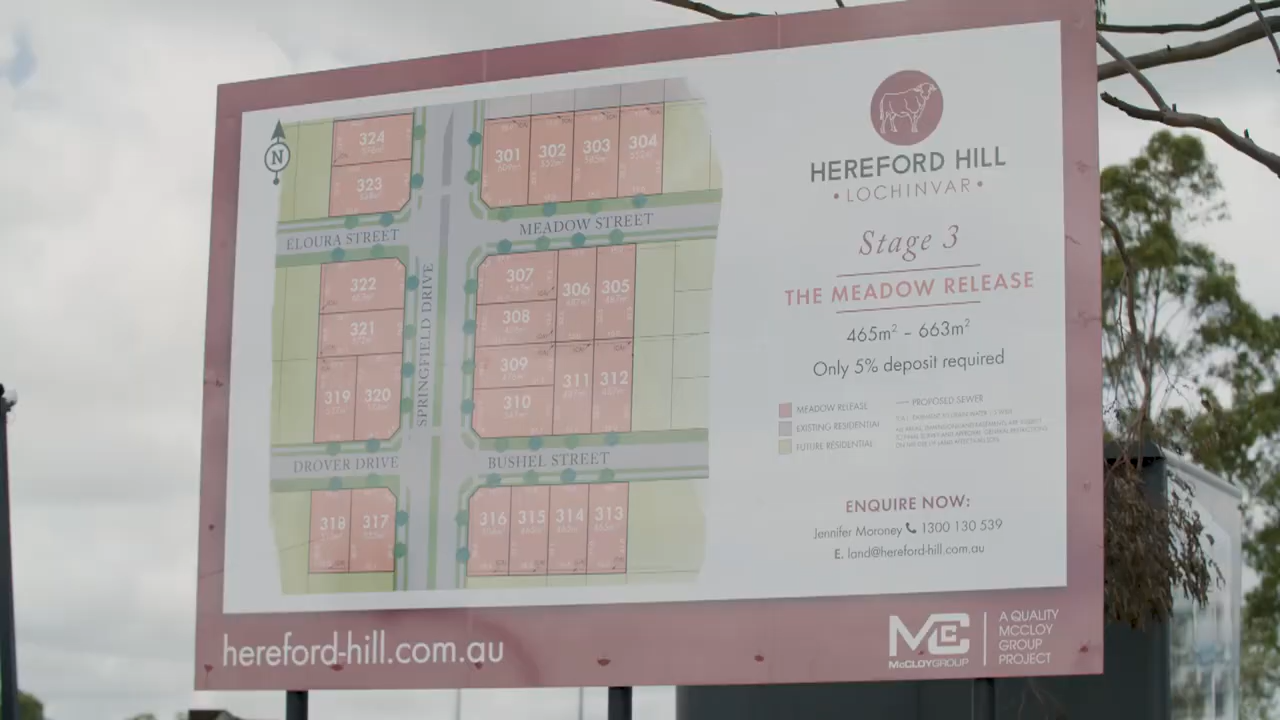 N
324
323
301
302
303
304
ELOURA STREET
MEADOW STREET
SPRINGFIELD DRIVE
322
321
319
320
307
308
309
310
306
305
311
312
DROVER DRIVE
BUSHEL STREET
318
317
316
315
314
313
HEREFORD HILL
• LOCHINVAR •
Stage 3
THE MEADOW RELEASE
465m² – 663m²
Only 5% deposit required
MEADOW RELEASE
EXISTING RESIDENTIAL
FUTURE RESIDENTIAL
PROPOSED SEWER
ENQUIRE NOW:
Jennifer Moroney 1300 130 539
E. land@hereford-hill.com.au
hereford-hill.com.au
MCC
McCLOYGROUP
A QUALITY
MCCLOY
GROUP
PROJECT